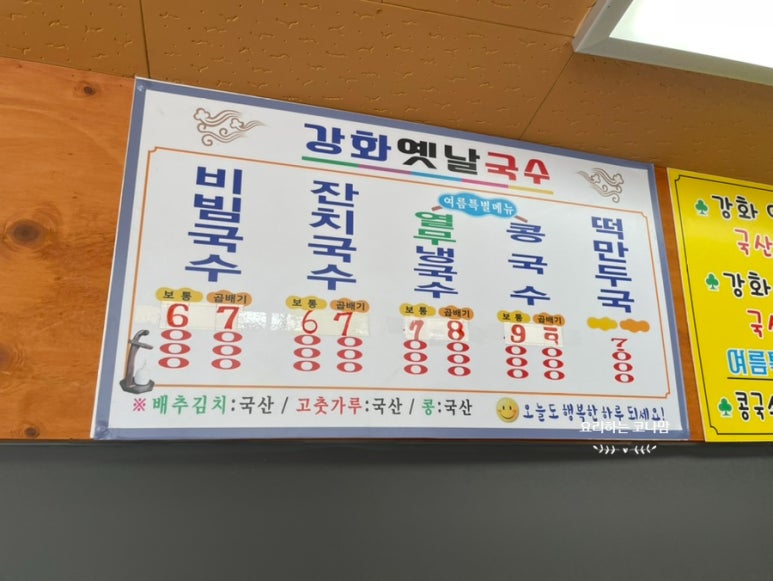 강화옛날국수
여름특별메뉴
비빔국수
보통 곱배기
6000 7000
잔치국수
보통 곱배기
6000 7000
열무냉국수
보통 곱배기
7000 8000
콩국수
보통 곱배기
9000
떡만두국
7000
※ 배추김치:국산 / 고춧가루:국산 / 콩:국산
오늘도 행복한 하루 되세요!
요리하는 코나맘
♣ 강화
국산
♣ 강화
국산
여름특
♣ 콩국수